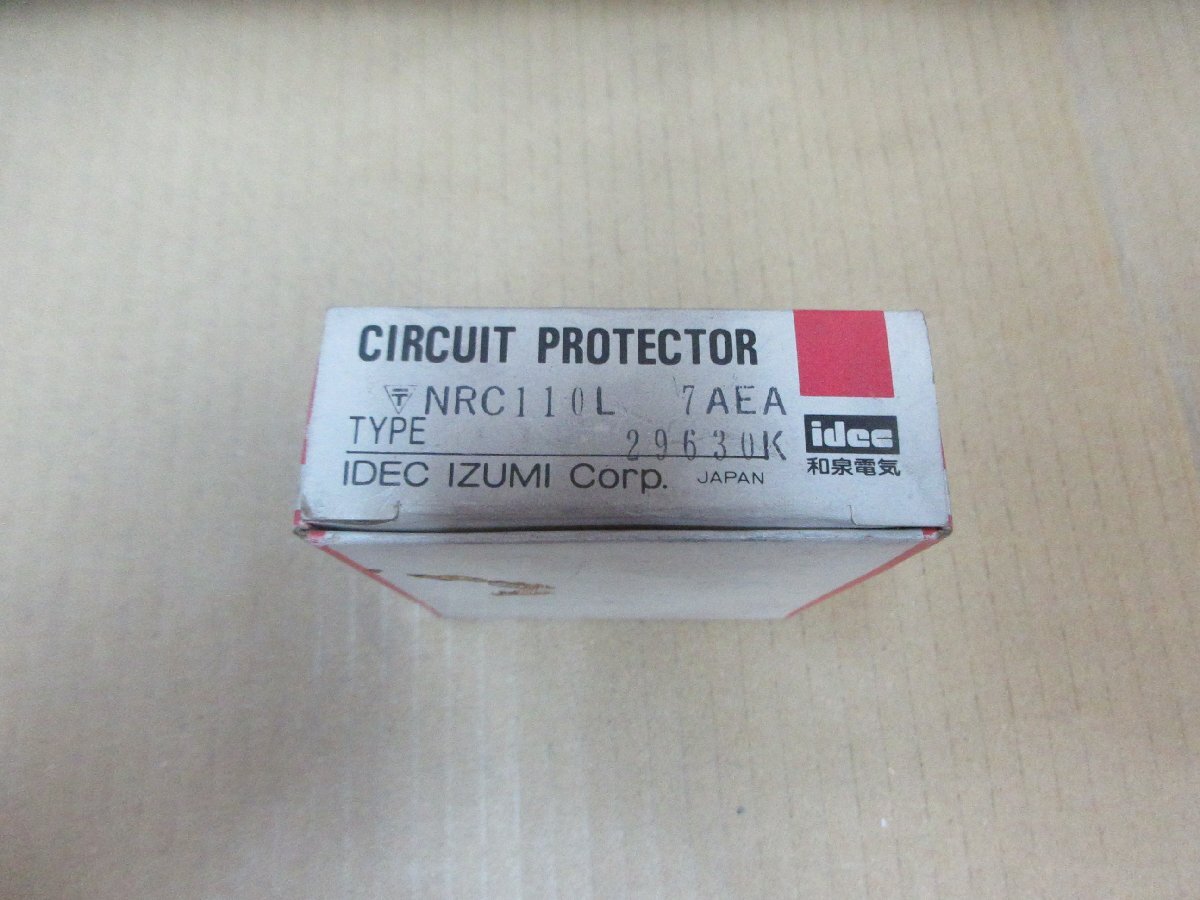 CIRCUIT PROTECTOR
〒 NRC110L 7AEA
TYPE 29630K
IDEC IZUMI Corp. JAPAN
idec
和泉電気